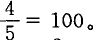 4/5 = 100。